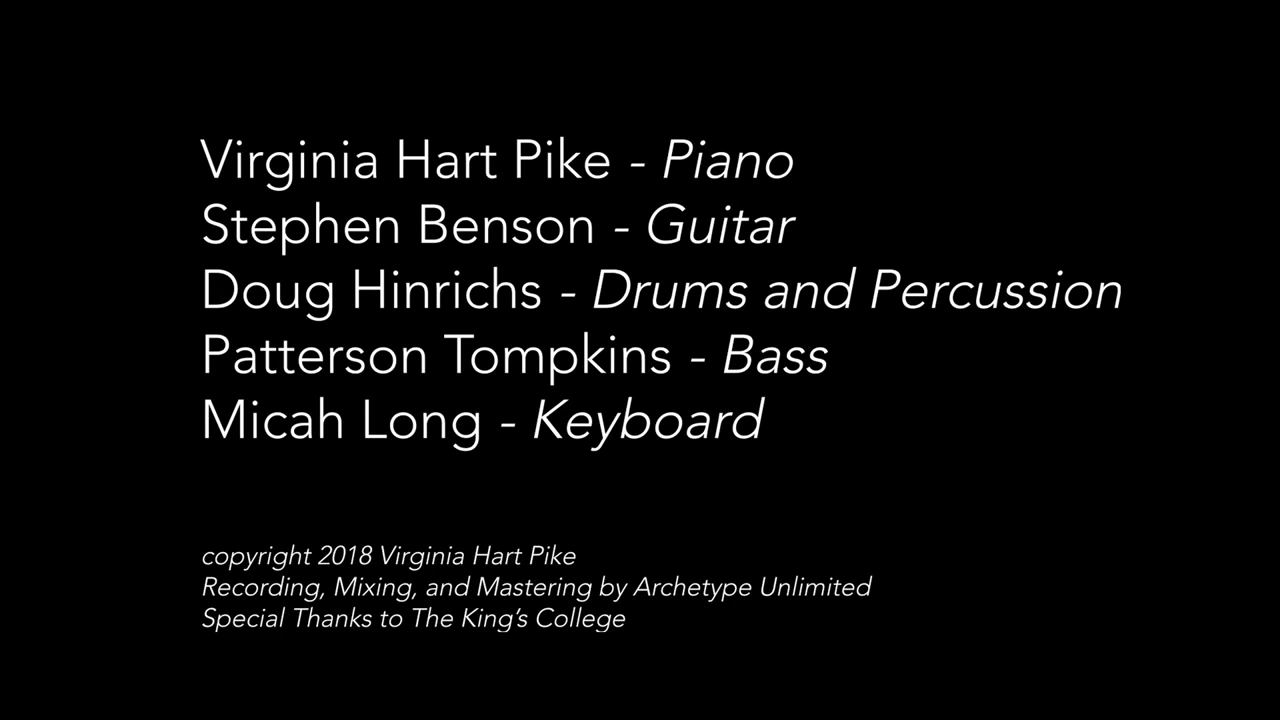 Virginia Hart Pike - Piano
Stephen Benson - Guitar
Doug Hinrichs - Drums and Percussion
Patterson Tompkins - Bass
Micah Long - Keyboard
copyright 2018 Virginia Hart Pike
Recording, Mixing, and Mastering by Archetype Unlimited
Special Thanks to The King’s College